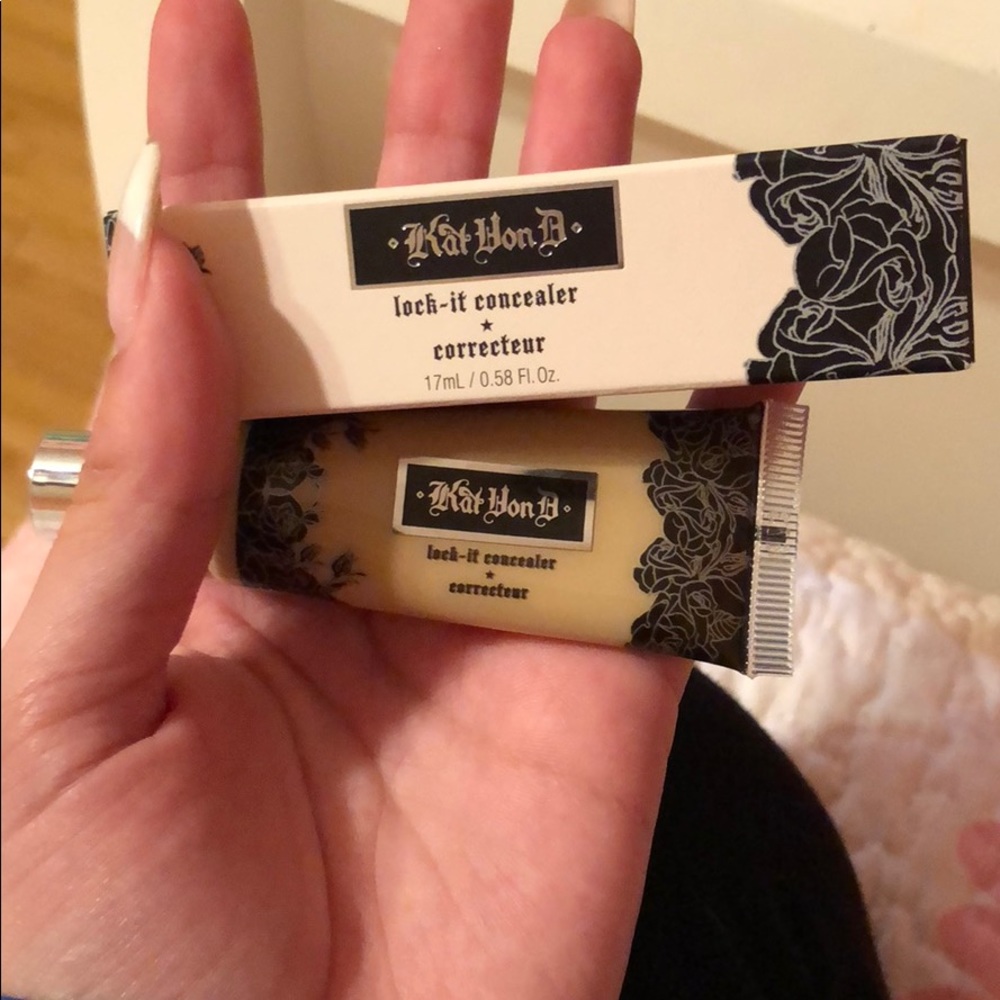 Kat Von D
lock-it concealer
correcteur
17mL / 0.58 Fl. Oz.
Kat Von D
lock-it concealer
correcteur